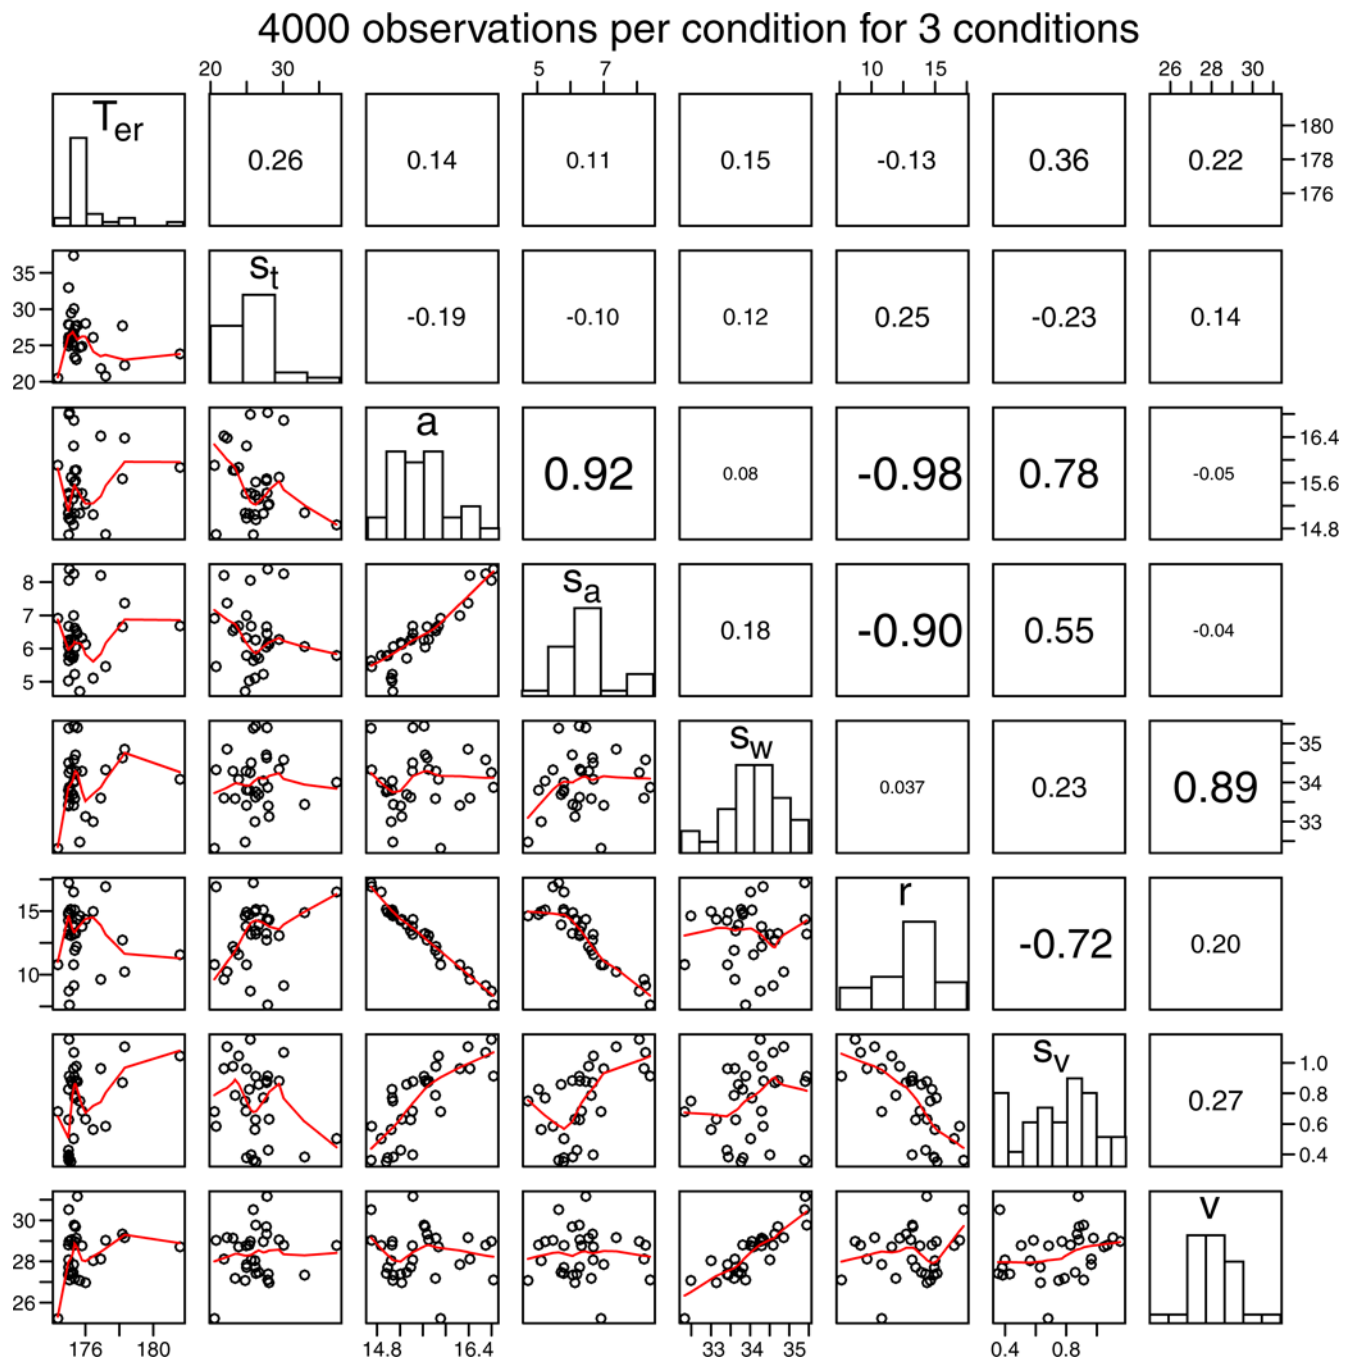 4000 observations per condition for 3 conditions
20 30 5 7 10 15 26 28 30
Ter 0.26 0.14 0.11 0.15 -0.13 0.36 0.22 180 178 176
35 30 25 20 st -0.19 -0.10 0.12 0.25 -0.23 0.14
a 0.92 0.08 -0.98 0.78 -0.05 16.4 15.6 14.8
8 7 6 5 sa 0.18 -0.90 0.55 -0.04
sw 0.037 0.23 0.89 35 34 33
15 10 r -0.72 0.20
sv 0.27 1.0 0.8 0.6 0.4
30 28 26 v
176 180 14.8 16.4 33 34 35 0.4 0.8